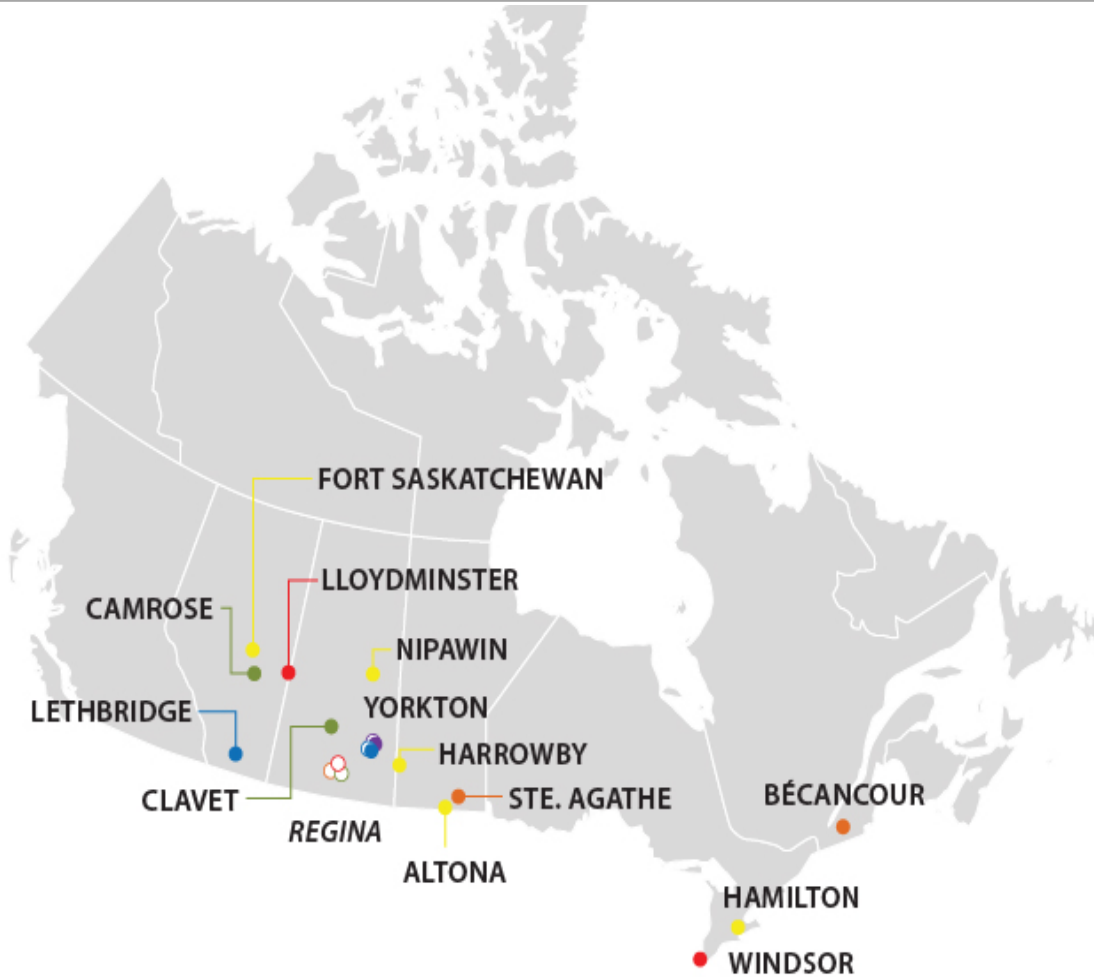 FORT SASKATCHEWAN
LLOYDMINSTER
CAMROSE
NIPAWIN
YORKTON
LETHBRIDGE
HARROWBY
CLAVET
STE. AGATHE
BÉCANCOUR
REGINA
ALTONA
HAMILTON
WINDSOR